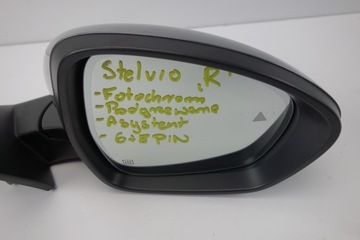 Stelvio "R"
- Fotochrom
- Podgrzewane
- Asystent
- 6+8 PIN